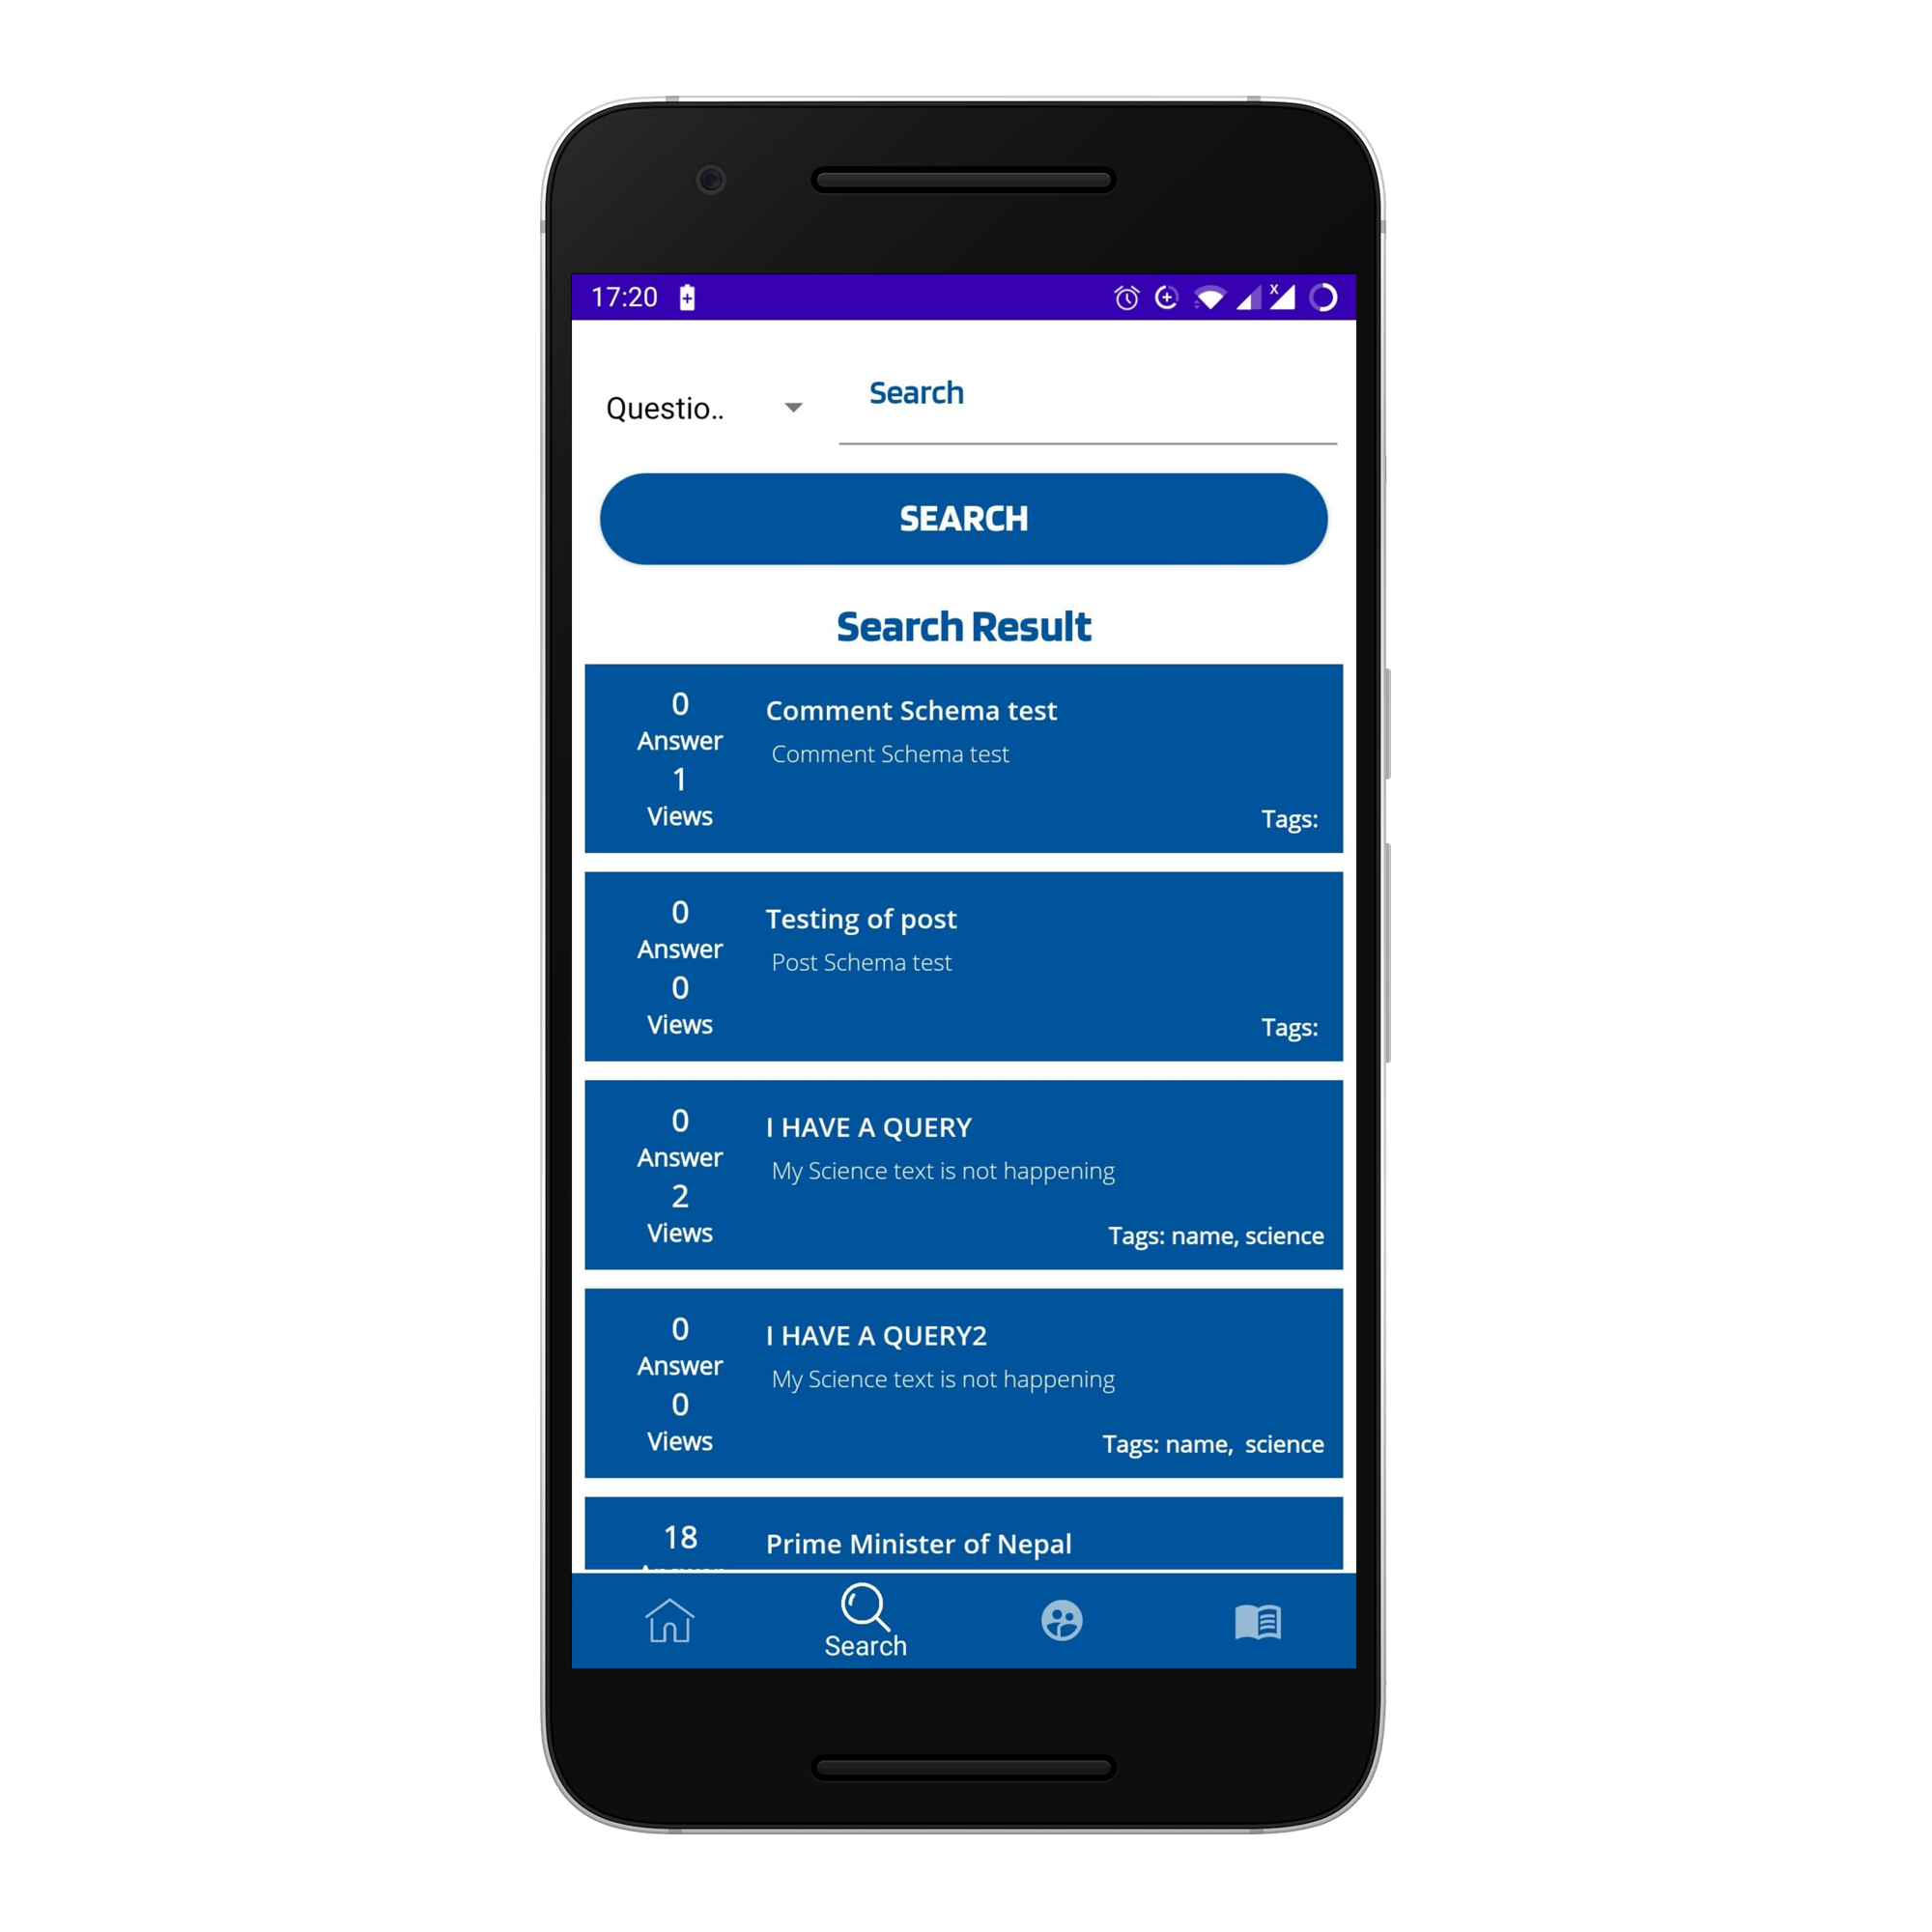 17:20
Questio..
Search
SEARCH
Search Result
0
Answer
1
Views
Comment Schema test
Comment Schema test
Tags:
0
Answer
0
Views
Testing of post
Post Schema test
Tags:
0
Answer
2
Views
I HAVE A QUERY
My Science text is not happening
Tags: name, science
0
Answer
0
Views
I HAVE A QUERY2
My Science text is not happening
Tags: name,  science
18
Prime Minister of Nepal
Search